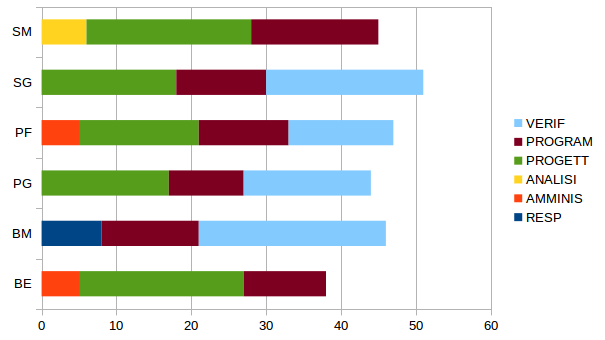 SM
SG
PF
PG
BM
BE
0 10 20 30 40 50 60
VERIF
PROGRAM
PROGETT
ANALISI
AMMINIS
RESP